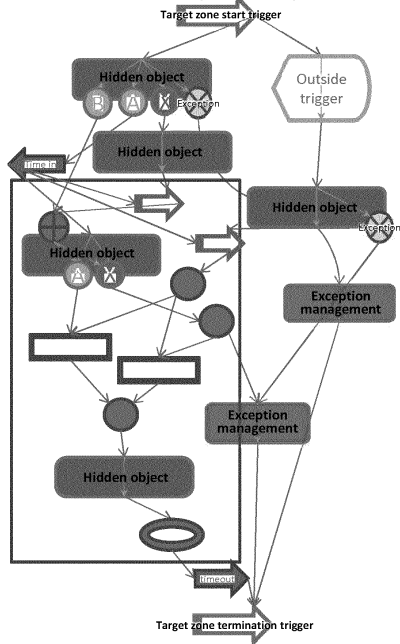 Target zone start trigger
Hidden object
Outside
trigger
B
A
X
Exception
Hidden object
Time in
Hidden object
Exception
Hidden object
A
X
Exception
management
Exception
management
Hidden object
timeout
Target zone termination trigger